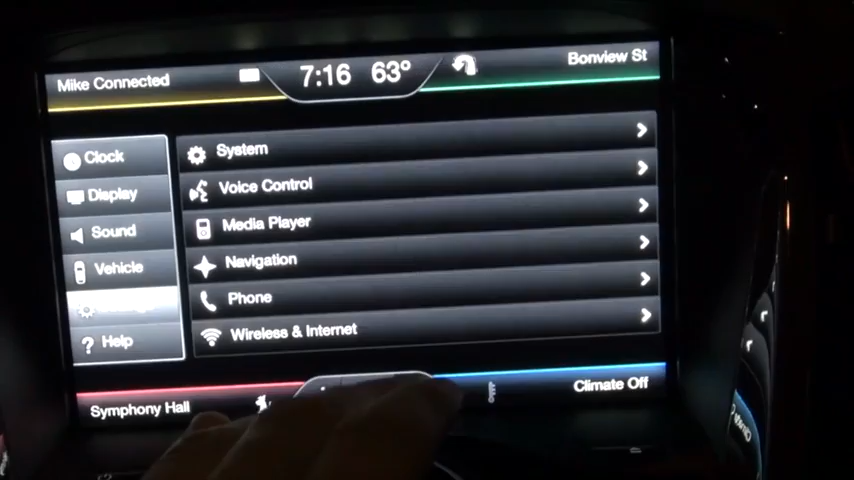 Mike Connected
7:16 63°
Bonview St
Clock
Display
Sound
Vehicle
Help
System
Voice Control
Media Player
Navigation
Phone
Wireless & Internet
Symphony Hall
Climate Off